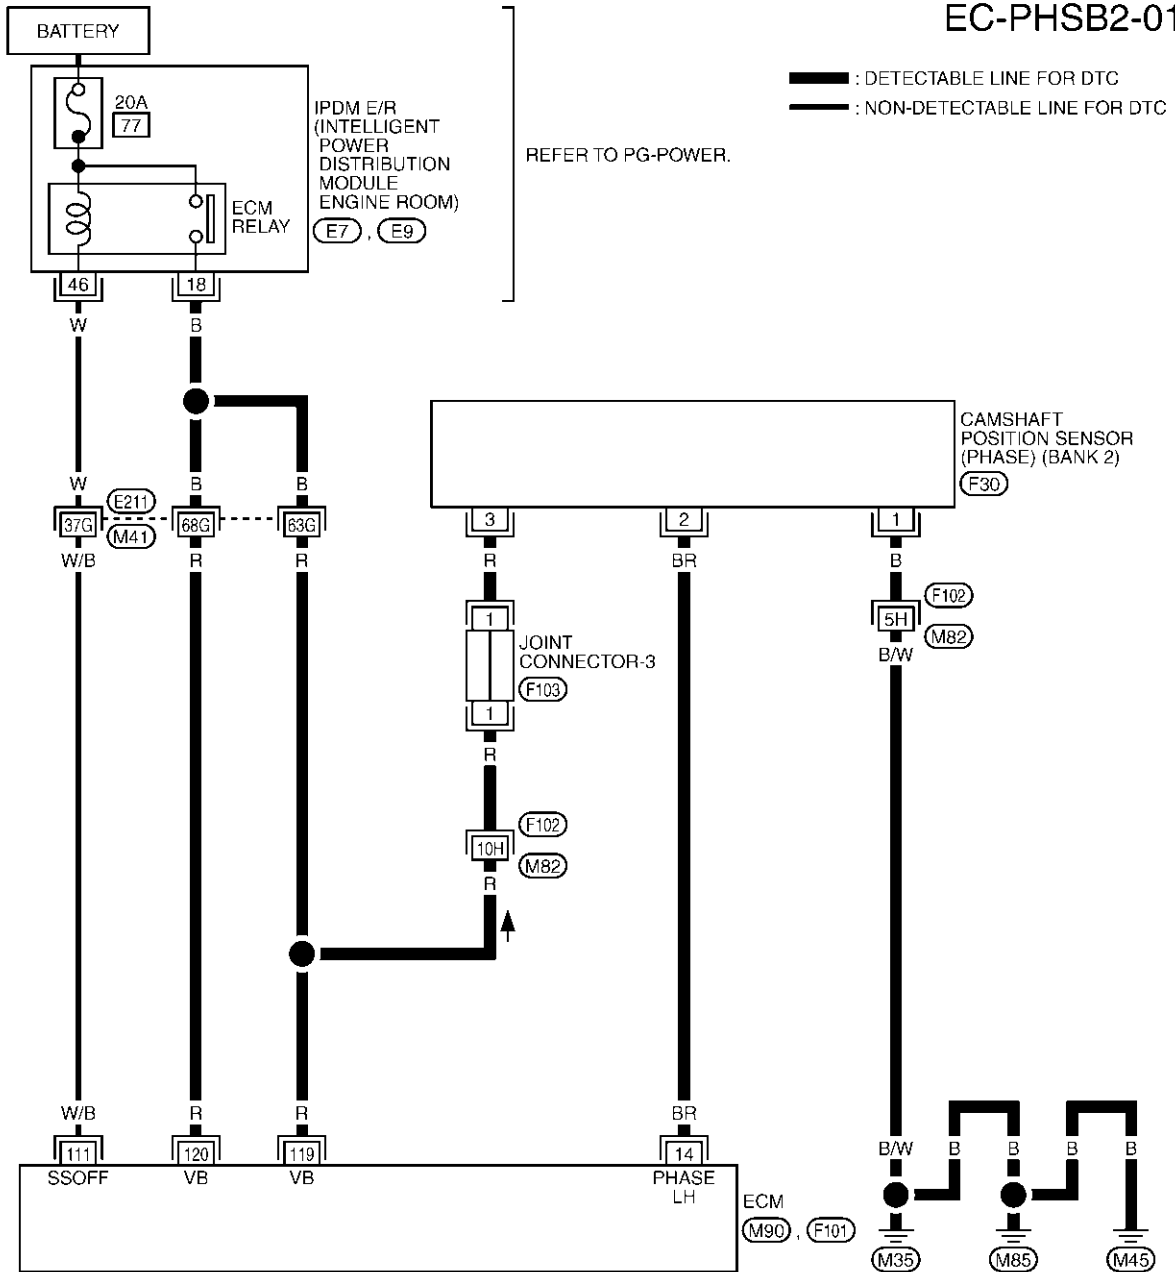 EC-PHSB2-01
BATTERY
: DETECTABLE LINE FOR DTC
: NON-DETECTABLE LINE FOR DTC
20A
77
IPDM E/R
(INTELLIGENT
POWER
DISTRIBUTION
MODULE
ENGINE ROOM)
E7 , E9
REFER TO PG-POWER.
ECM
RELAY
46 18
W B
CAMSHAFT
POSITION SENSOR
(PHASE) (BANK 2)
F30
W B B
E211
37G 68G 63G
M41
W/B R R
3 2 1
R BR B
1
JOINT
CONNECTOR-3
F103
1
R
F102
5H
M82
B/W
F102
10H
M82
R
W/B R R BR
111 120 119 14
SSOFF VB VB PHASE
LH
ECM
M90 , F101
B/W B B B B
M35 M85 M45